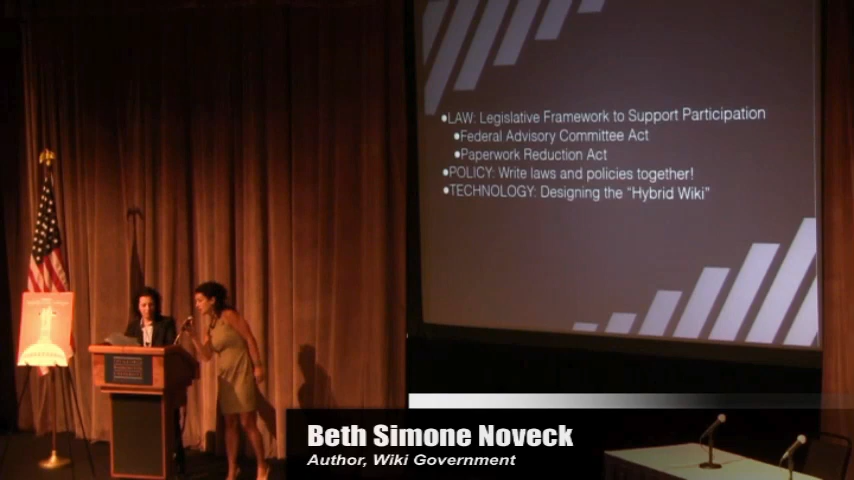 •LAW: Legislative Framework to Support Participation
•Federal Advisory Committee Act
•Paperwork Reduction Act
•POLICY: Write laws and policies together!
•TECHNOLOGY: Designing the “Hybrid Wiki”
Beth Simone Noveck
Author, Wiki Government